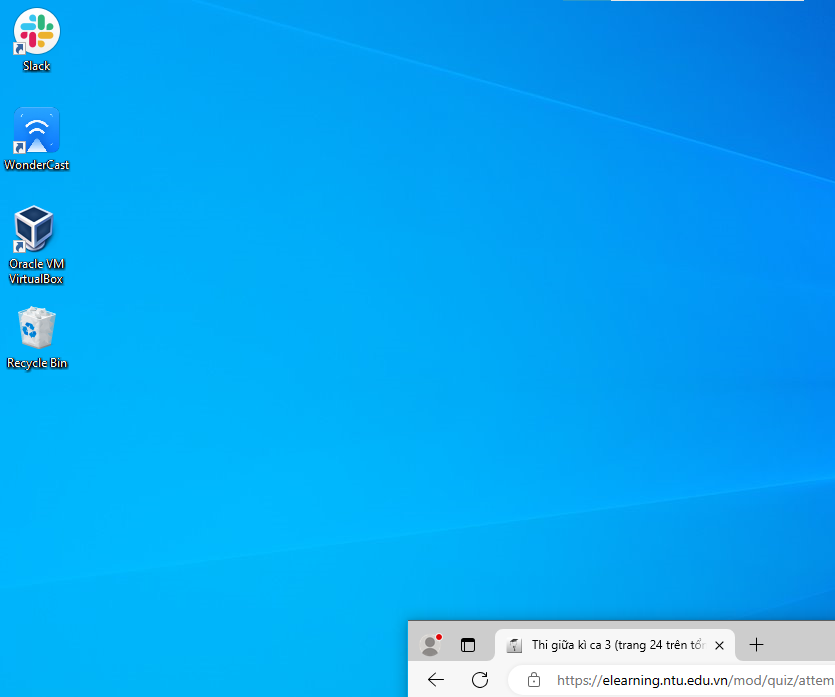 Slack
WonderCast
Oracle VM
VirtualBox
Recycle Bin
Thi giữa kì ca 3 (trang 24 trên
https://elearning.ntu.edu.vn/mod/quiz/attem